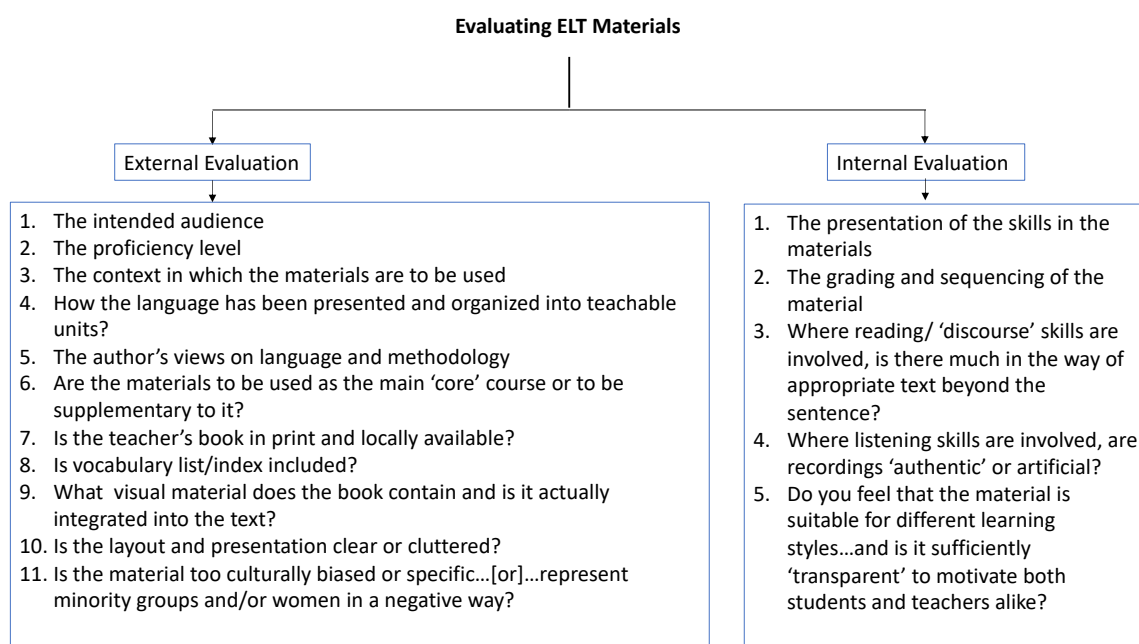 Evaluating ELT Materials
External Evaluation
1. The intended audience
2. The proficiency level
3. The context in which the materials are to be used
4. How the language has been presented and organized into teachable
units?
5. The author’s views on language and methodology
6. Are the materials to be used as the main ‘core’ course or to be
supplementary to it?
7. Is the teacher’s book in print and locally available?
8. Is vocabulary list/index included?
9. What visual material does the book contain and is it actually
integrated into the text?
10. Is the layout and presentation clear or cluttered?
11. Is the material too culturally biased or specific…[or]…represent
minority groups and/or women in a negative way?
Internal Evaluation
1. The presentation of the skills in the
materials
2. The grading and sequencing of the
material
3. Where reading/ ‘discourse’ skills are
involved, is there much in the way of
appropriate text beyond the
sentence?
4. Where listening skills are involved, are
recordings ‘authentic’ or artificial?
5. Do you feel that the material is
suitable for different learning
styles…and is it sufficiently
‘transparent’ to motivate both
students and teachers alike?